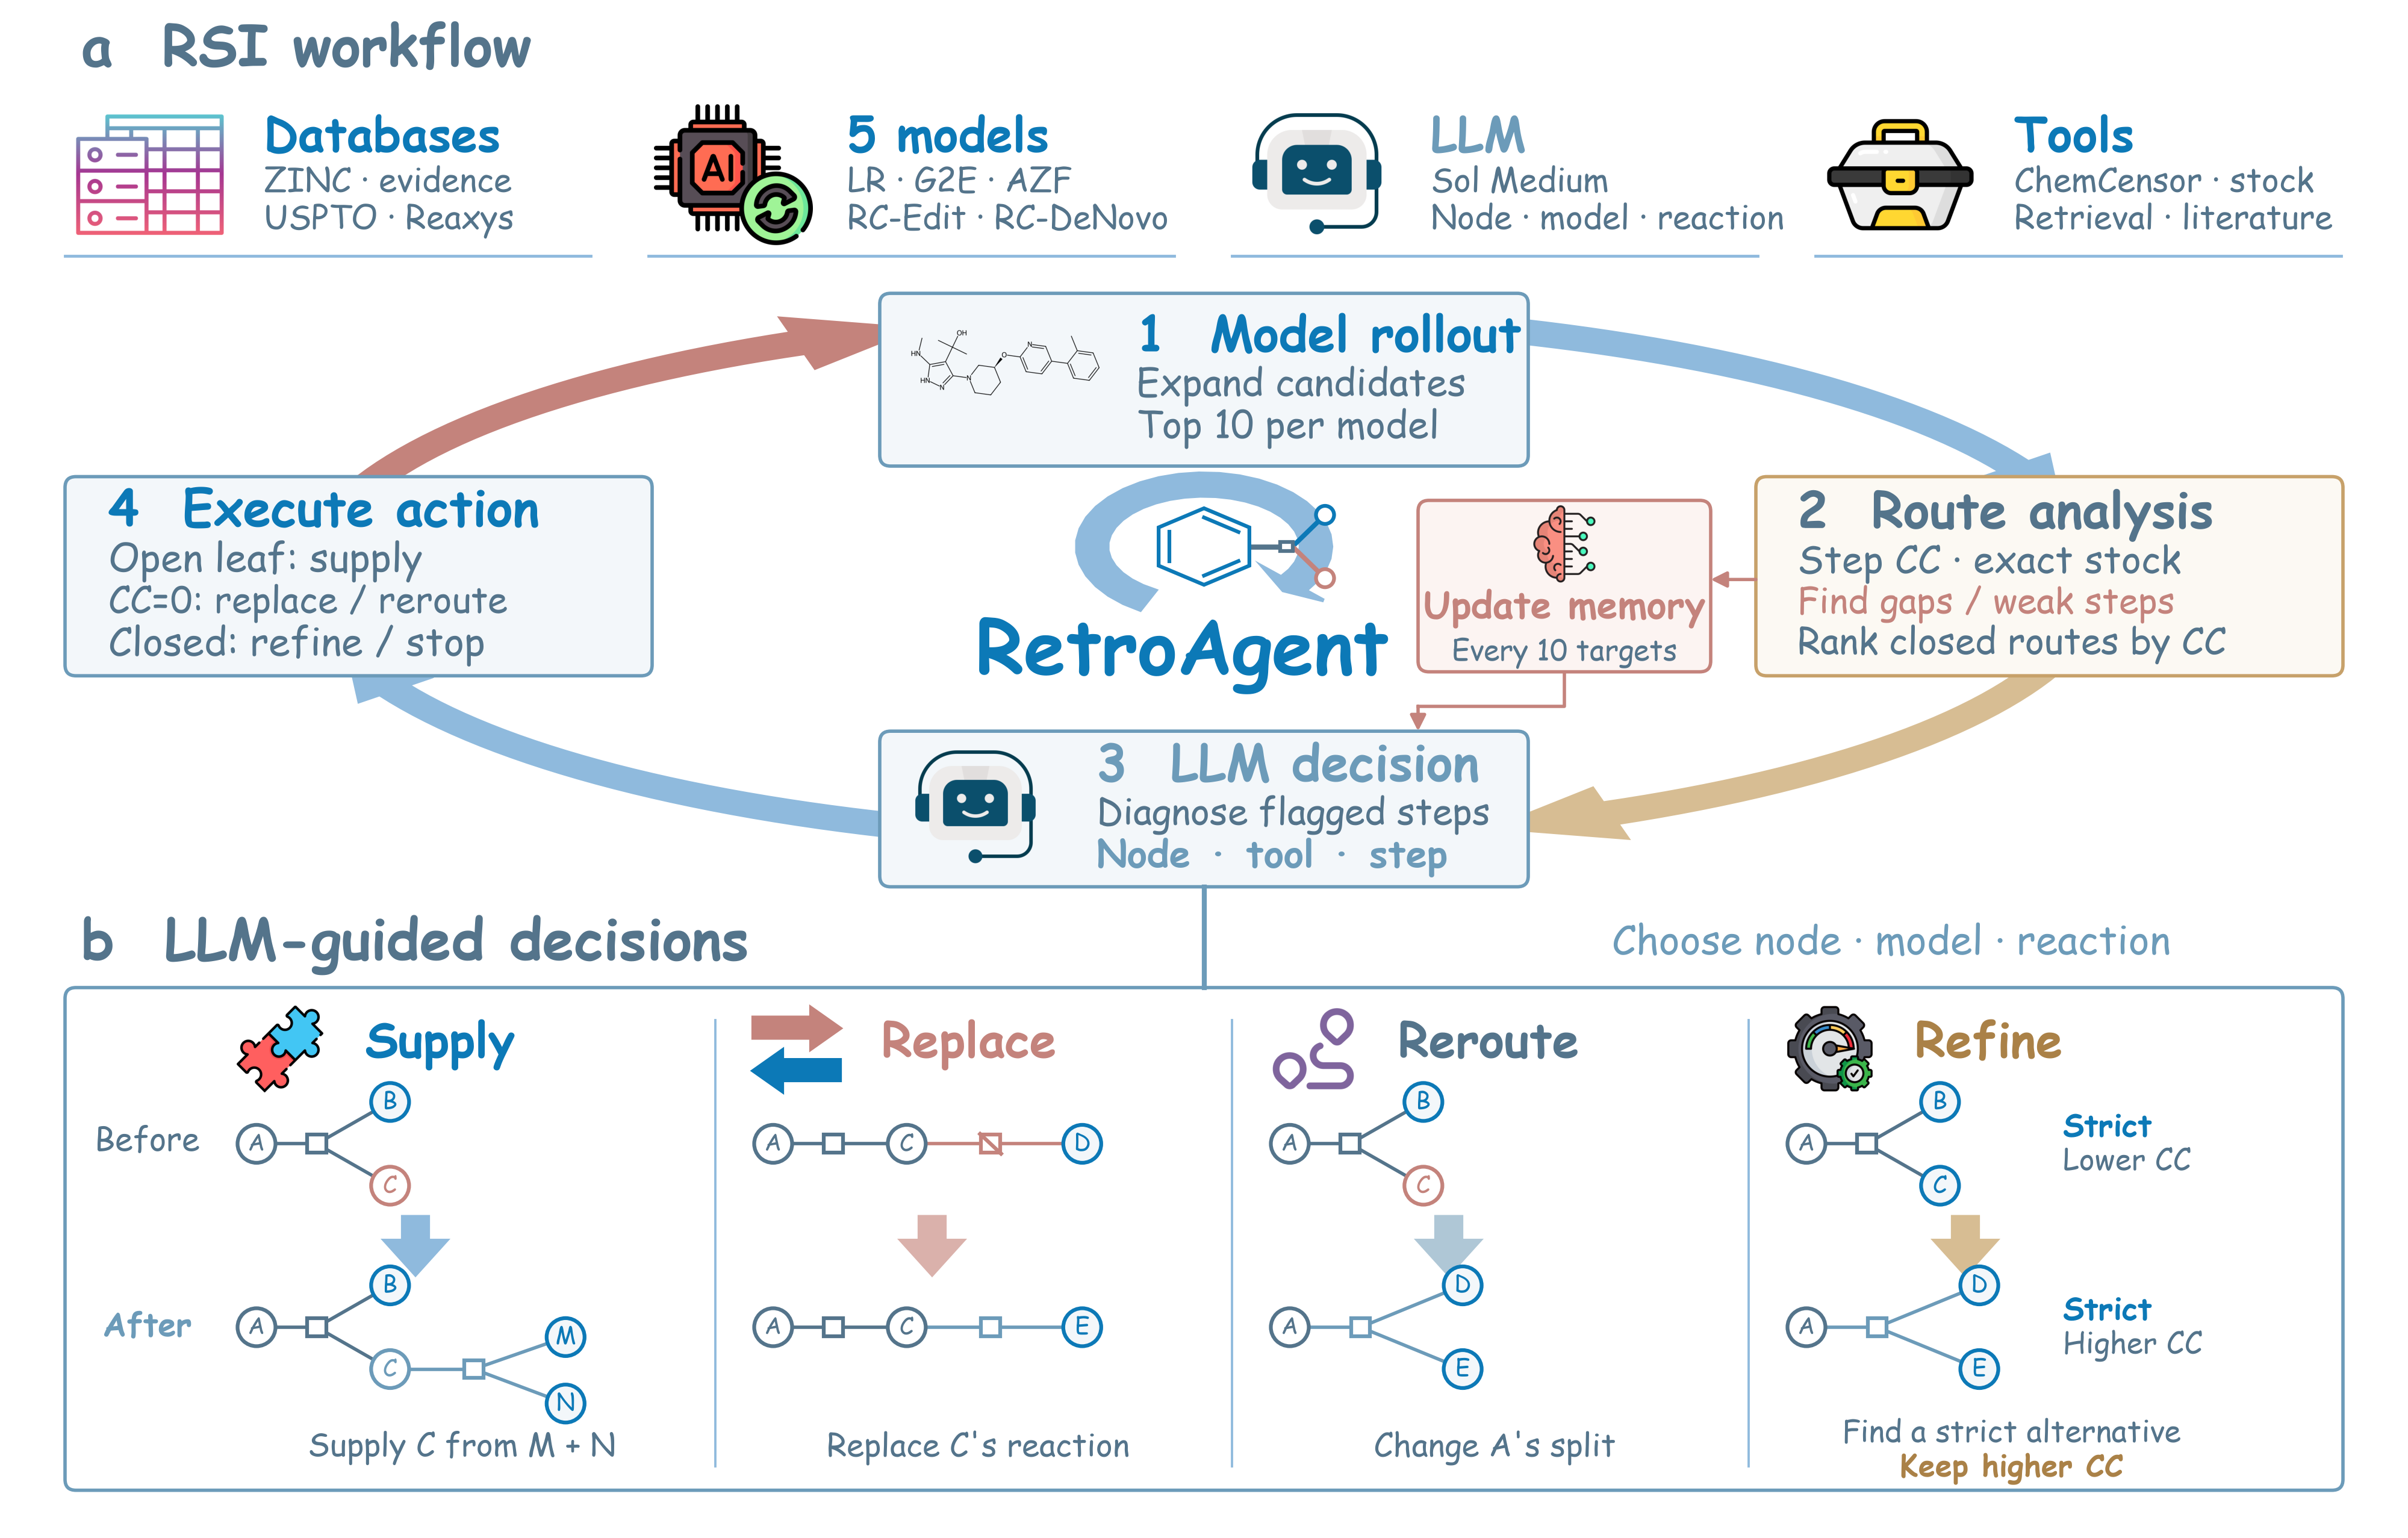 a RSI workflow
Databases
ZINC · evidence
USPTO · Reaxys
AI
5 models
LR · G2E · AZF
RC-Edit · RC-DeNovo
LLM
Sol Medium
Node · model · reaction
Tools
ChemCensor · stock
Retrieval · literature
OH
HN
HN
N
N
O
N
1 Model rollout
Expand candidates
Top 10 per model
4 Execute action
Open leaf: supply
CC=0: replace / reroute
Closed: refine / stop
RetroAgent
Update memory
Every 10 targets
2 Route analysis
Step CC · exact stock
Find gaps / weak steps
Rank closed routes by CC
3 LLM decision
Diagnose flagged steps
Node · tool · step
b LLM-guided decisions
Choose node · model · reaction
Supply
Before
A
B
C
After
A
B
C
M
N
Supply C from M + N
Replace
A
C
D
A
C
E
Replace C's reaction
Reroute
A
B
C
A
D
E
Change A's split
Refine
A
B
C
Strict
Lower CC
A
D
E
Strict
Higher CC
Find a strict alternative
Keep higher CC